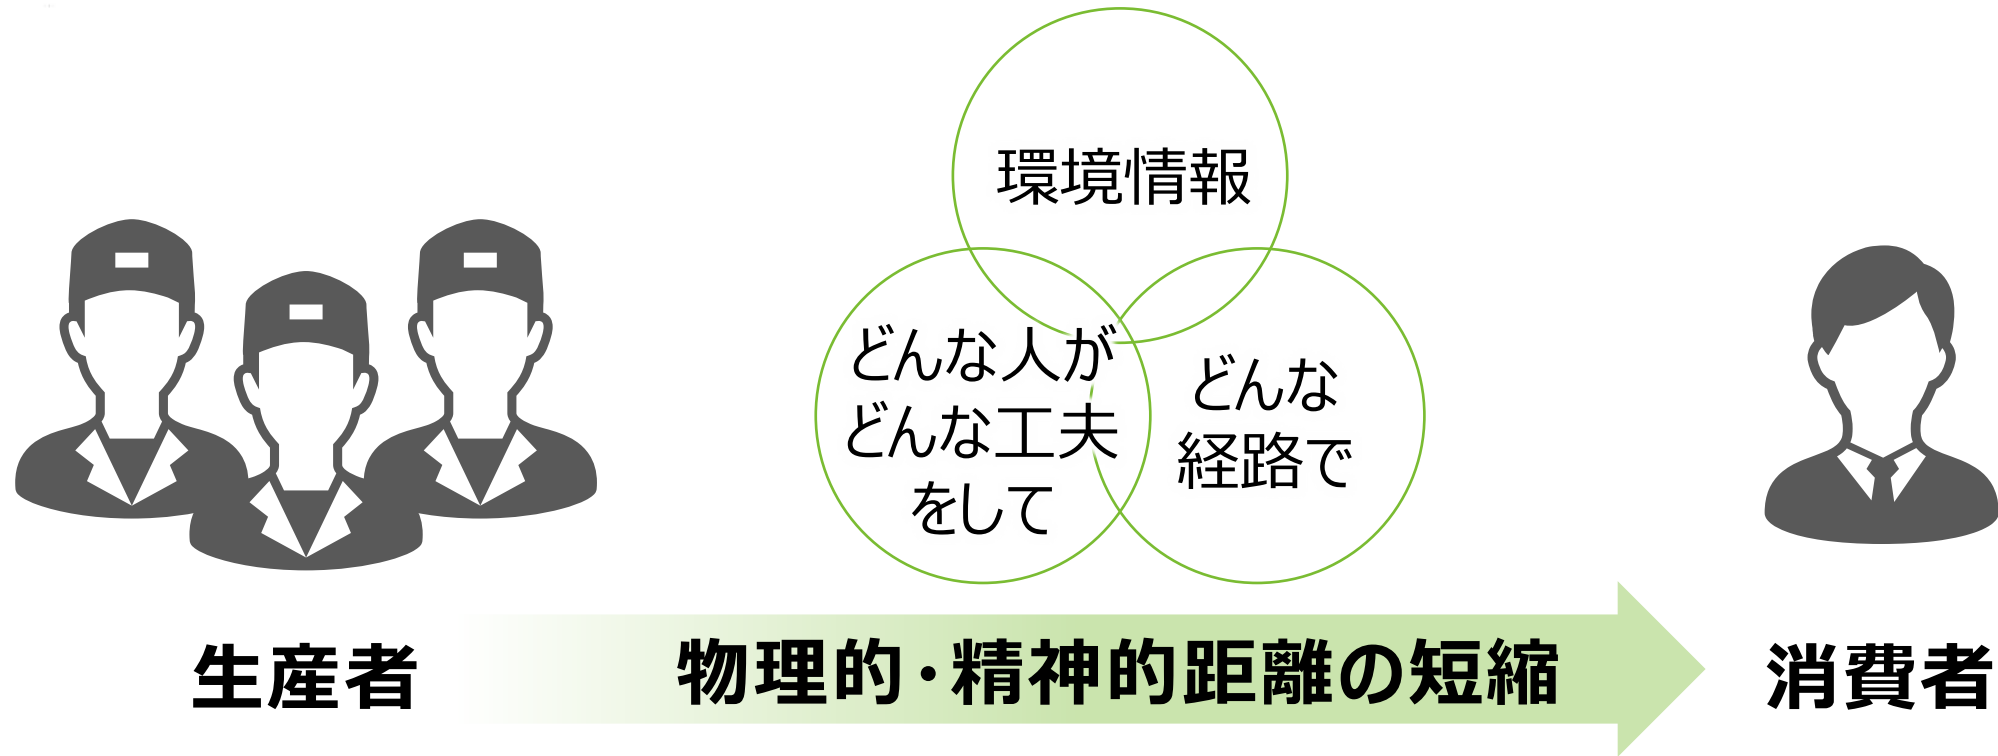 環境情報
どんな人が
どんな工夫
をして
どんな
経路で
生産者
物理的・精神的距離の短縮
消費者